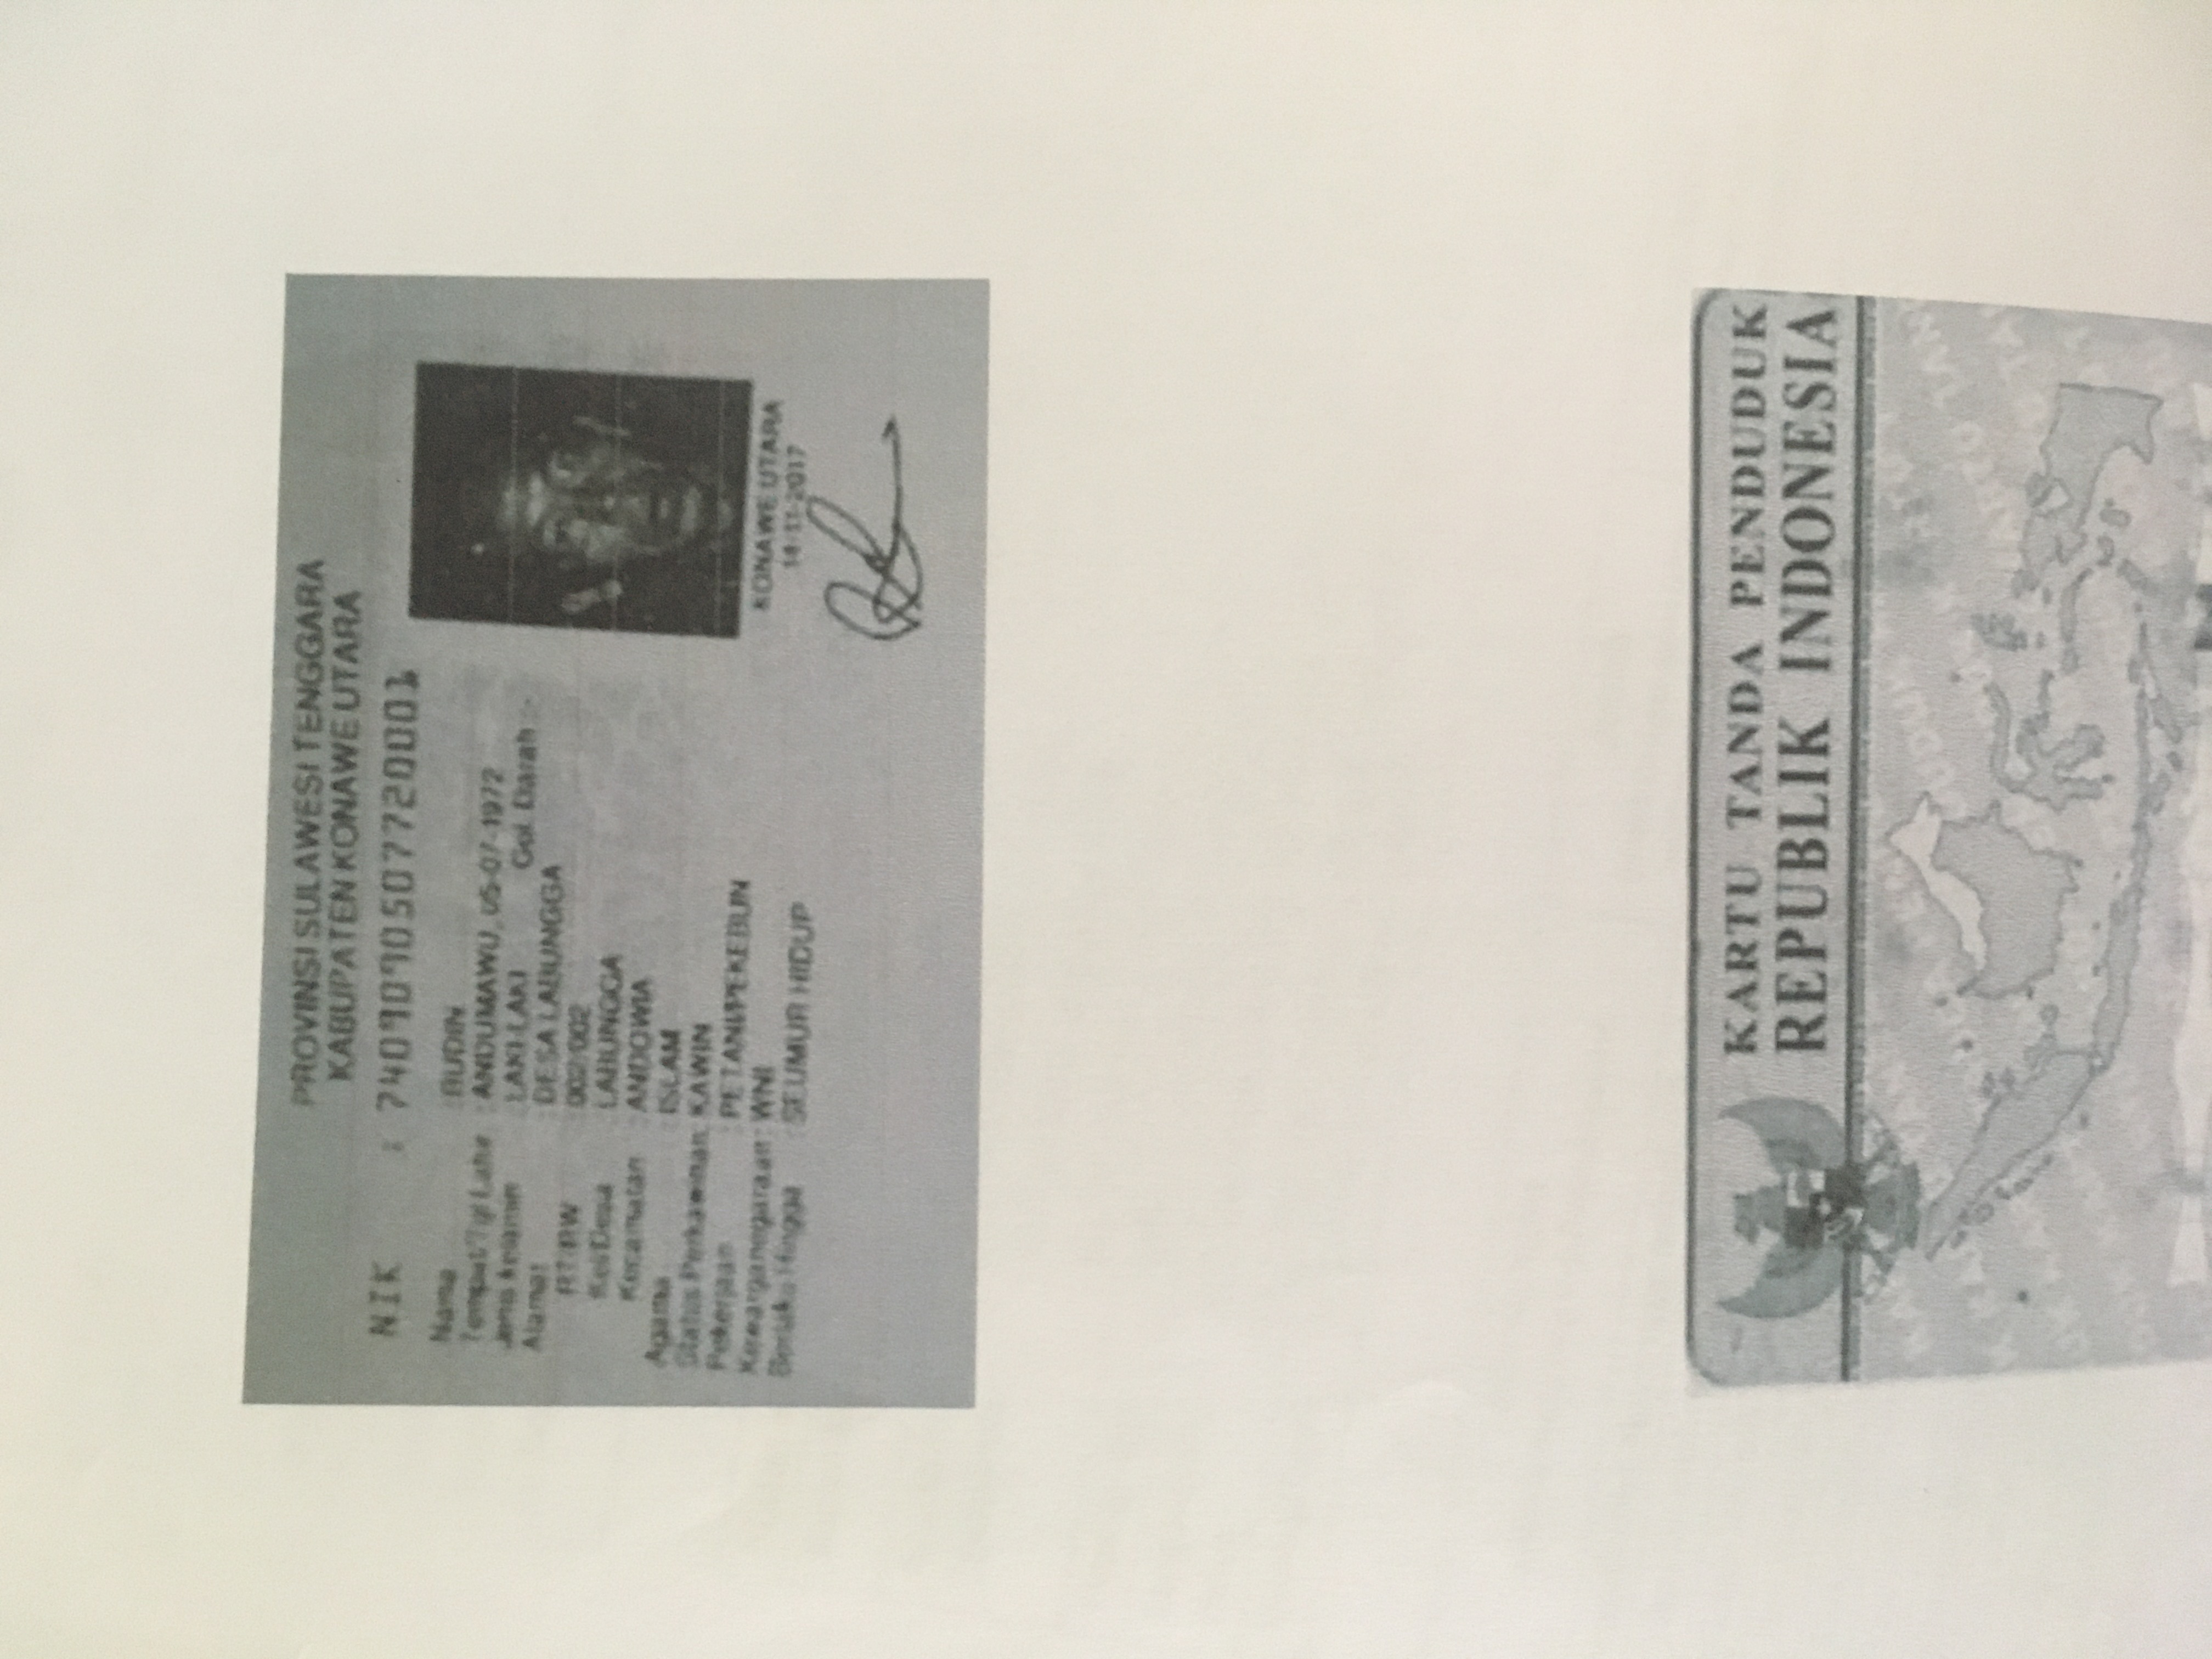 PROVINSI SULAWESI TENGGARA
KABUPATEN KONAWE UTARA
NIK : 7409090507720001
Nama : BUDIN
Tempat/Tgl Lahir : ANDUMAWU, 05-07-1972
Jenis kelamin : LAKI-LAKI Gol. Darah : -
Alamat : DESA LABUNGGA
RT/RW : 002/002
Kel/Desa : LABUNGGA
Kecamatan : ANDOWIA
Agama : ISLAM
Status Perkawinan: KAWIN
Pekerjaan : PETANI/PEKEBUN
Kewarganegaraan : WNI
Berlaku Hingga : SEUMUR HIDUP
KONAWE UTARA
14-11-2017
KARTU TANDA PENDUDUK
REPUBLIK INDONESIA